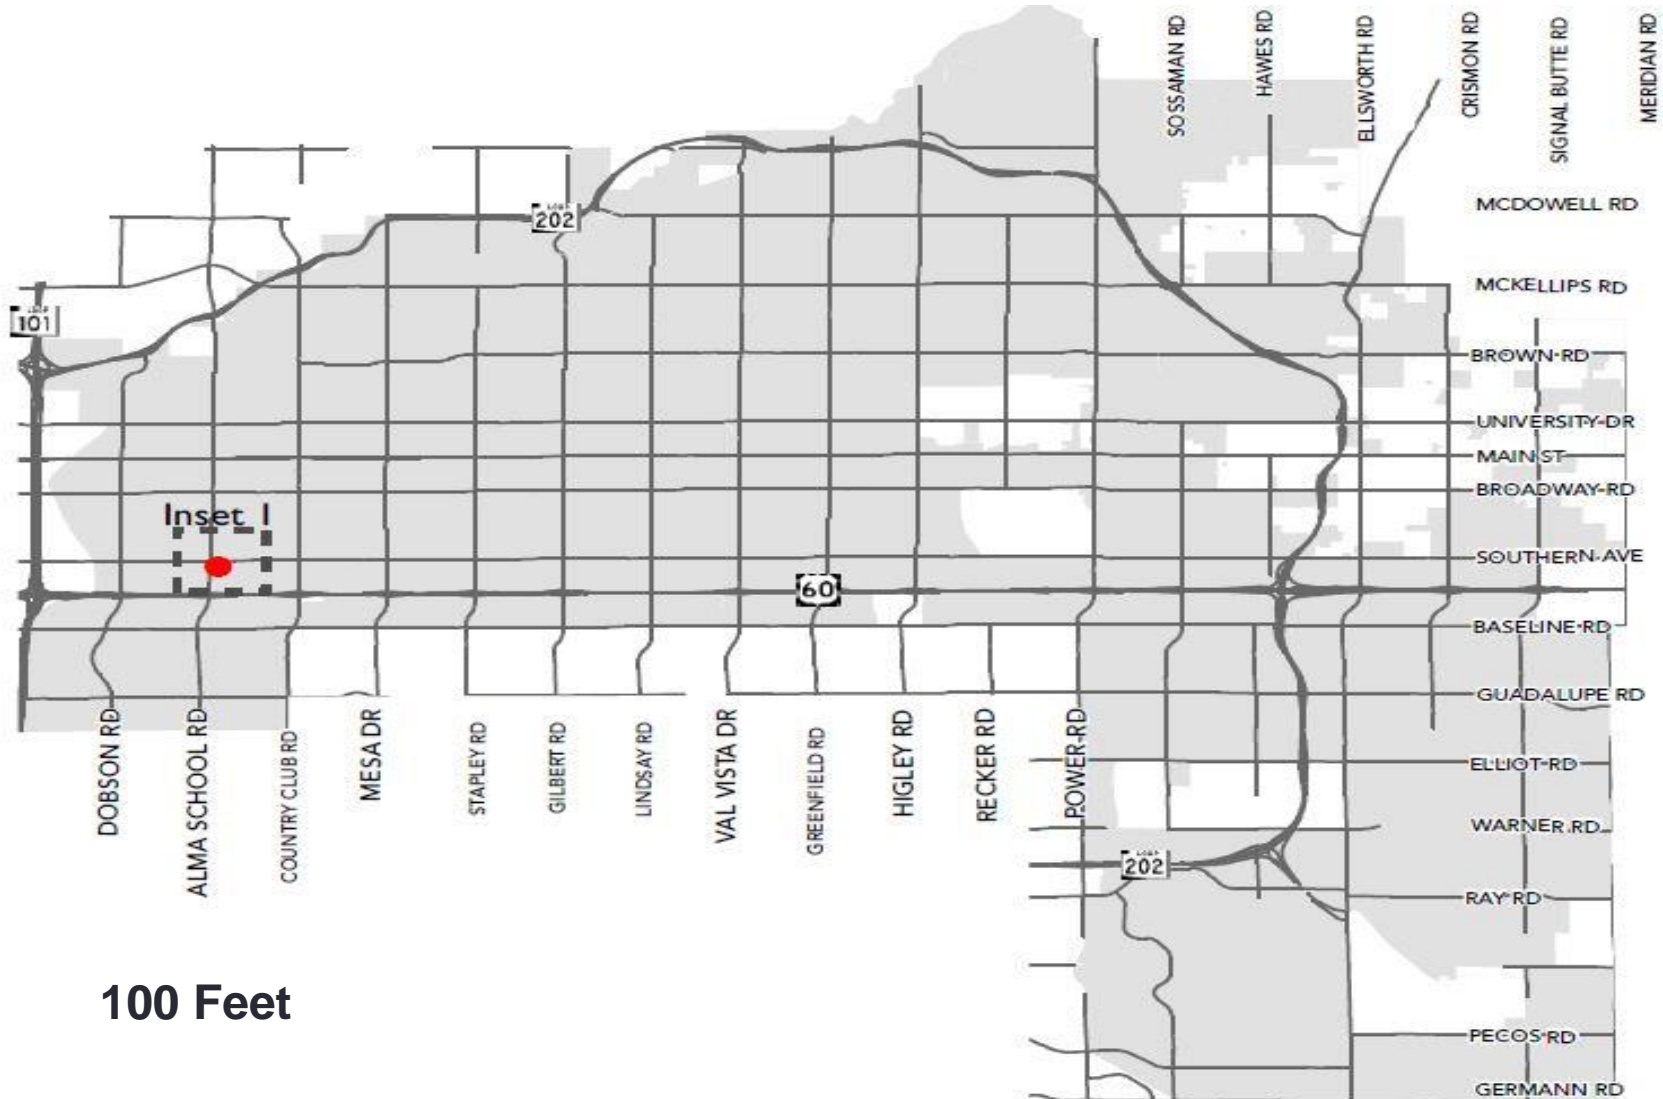 SOSSAMAN RD
HAWES RD
ELLSWORTH RD
CRISMON RD
SIGNAL BUTTE RD
MERIDIAN RD
MCDOWELL RD
LOOP
202
MCKELLIPS RD
LOOP
101
BROWN RD
UNIVERSITY DR
MAIN ST
BROADWAY RD
Inset I
SOUTHERN AVE
60
BASELINE RD
GUADALUPE RD
DOBSON RD
ALMA SCHOOL RD
COUNTRY CLUB RD
MESA DR
STAPLEY RD
GILBERT RD
LINDSAY RD
VAL VISTA DR
GREENFIELD RD
HIGLEY RD
RECKER RD
POWER RD
ELLIOT RD
WARNER RD
LOOP
202
RAY RD
100 Feet
PECOS RD
GERMANN RD